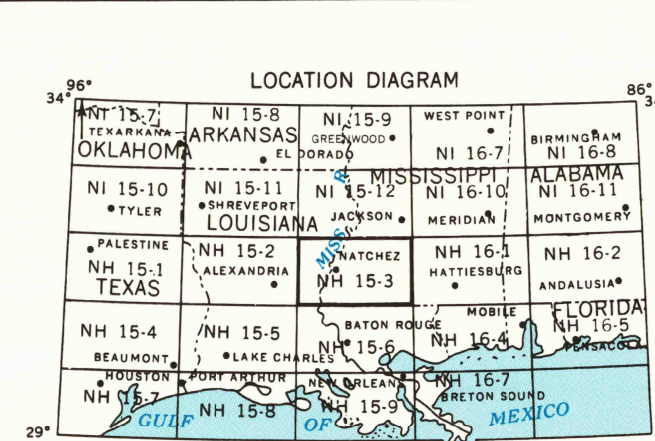 LOCATION DIAGRAM
96°
86°
34°
NI 15-7
NI 15-8
NI 15-9
WEST POINT
TEXARKANA
ARKANSAS
GREENWOOD
BIRMINGHAM
OKLAHOMA
EL DORADO
NI 16-7
NI 16-8
MISSISSIPPI
ALABAMA
NI 15-10
NI 15-11
NI 15-12
NI 16-10
NI 16-11
TYLER
SHREVEPORT
LOUISIANA
JACKSON
MERIDIAN
MONTGOMERY
MISS R
PALESTINE
NH 15-2
NATCHEZ
NH 16-1
NH 16-2
NH 15-1
ALEXANDRIA
NH 15-3
HATTIESBURG
ANDALUSIA
TEXAS
MOBILE
FLORIDA
NH 15-4
NH 15-5
BATON ROUGE
NH 16-4
NH 16-5
NH 15-6
PENSACOLA
BEAUMONT
LAKE CHARLES
HOUSTON
PORT ARTHUR
NEW ORLEANS
NH 16-7
NH 15-7
BRETON SOUND
NH 15-8
NH 15-9
GULF OF MEXICO
29°